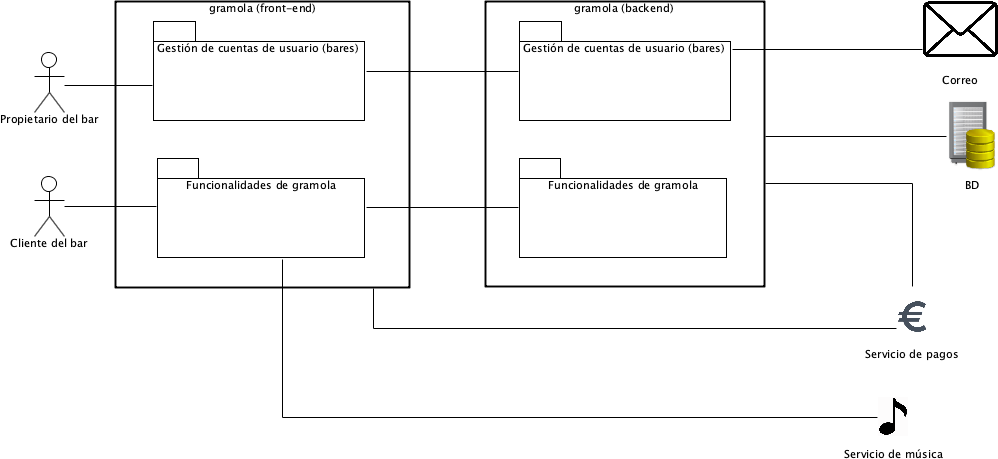 gramola (front-end)
gramola (backend)
Gestión de cuentas de usuario (bares)
Gestión de cuentas de usuario (bares)
Correo
Propietario del bar
Funcionalidades de gramola
Funcionalidades de gramola
BD
Cliente del bar
Servicio de pagos
Servicio de música